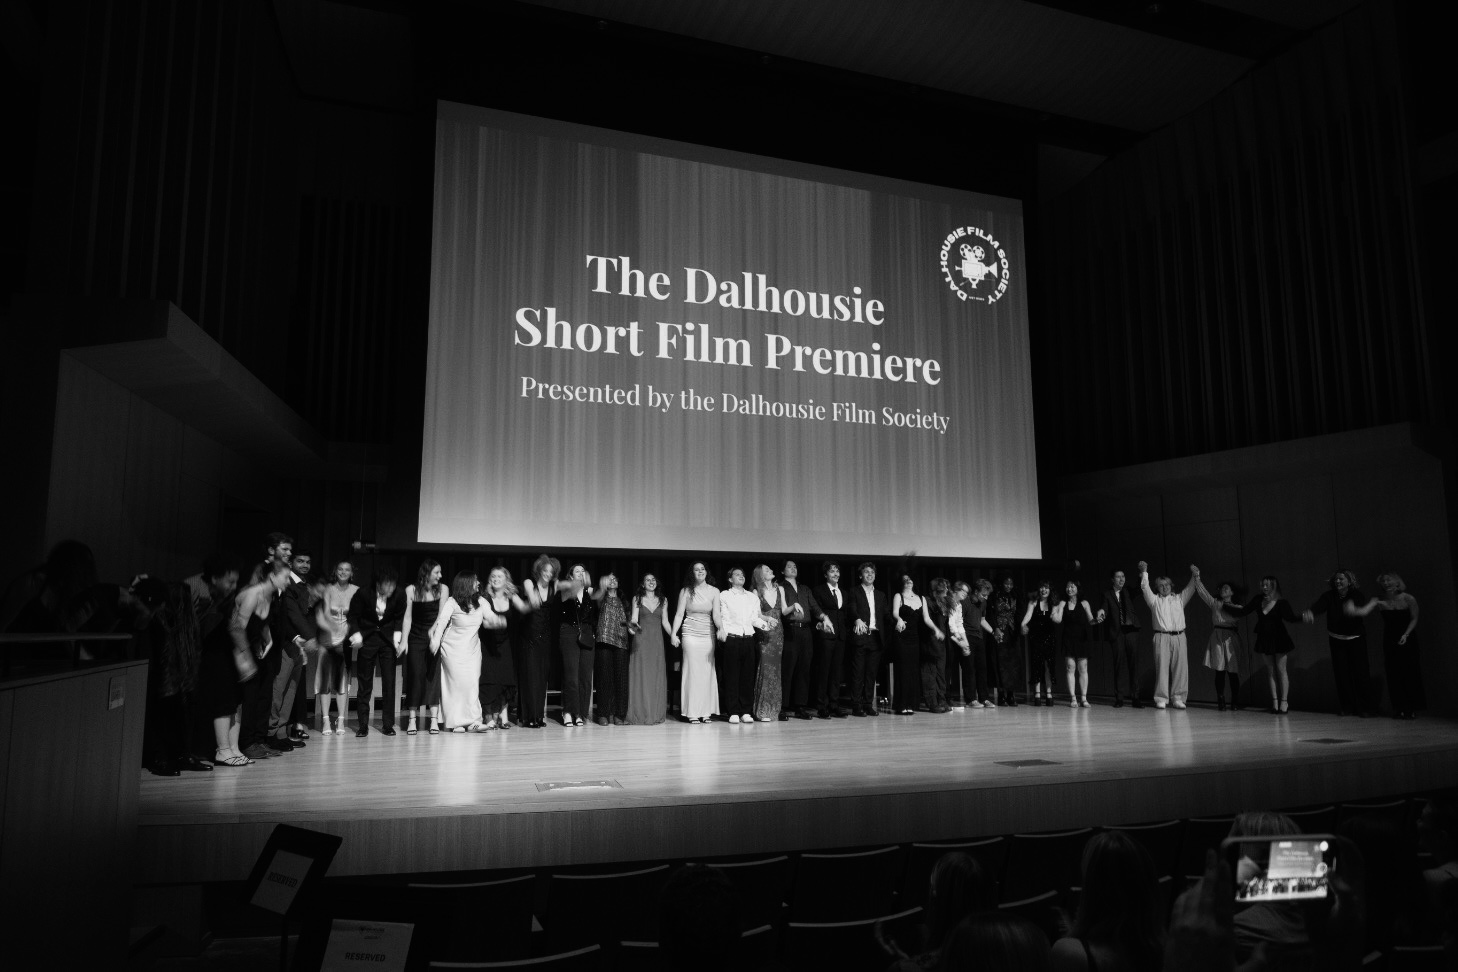 The Dalhousie
Short Film Premiere
Presented by the Dalhousie Film Society
DALHOUSIE FILM SOCIETY
RESERVED
RESERVED